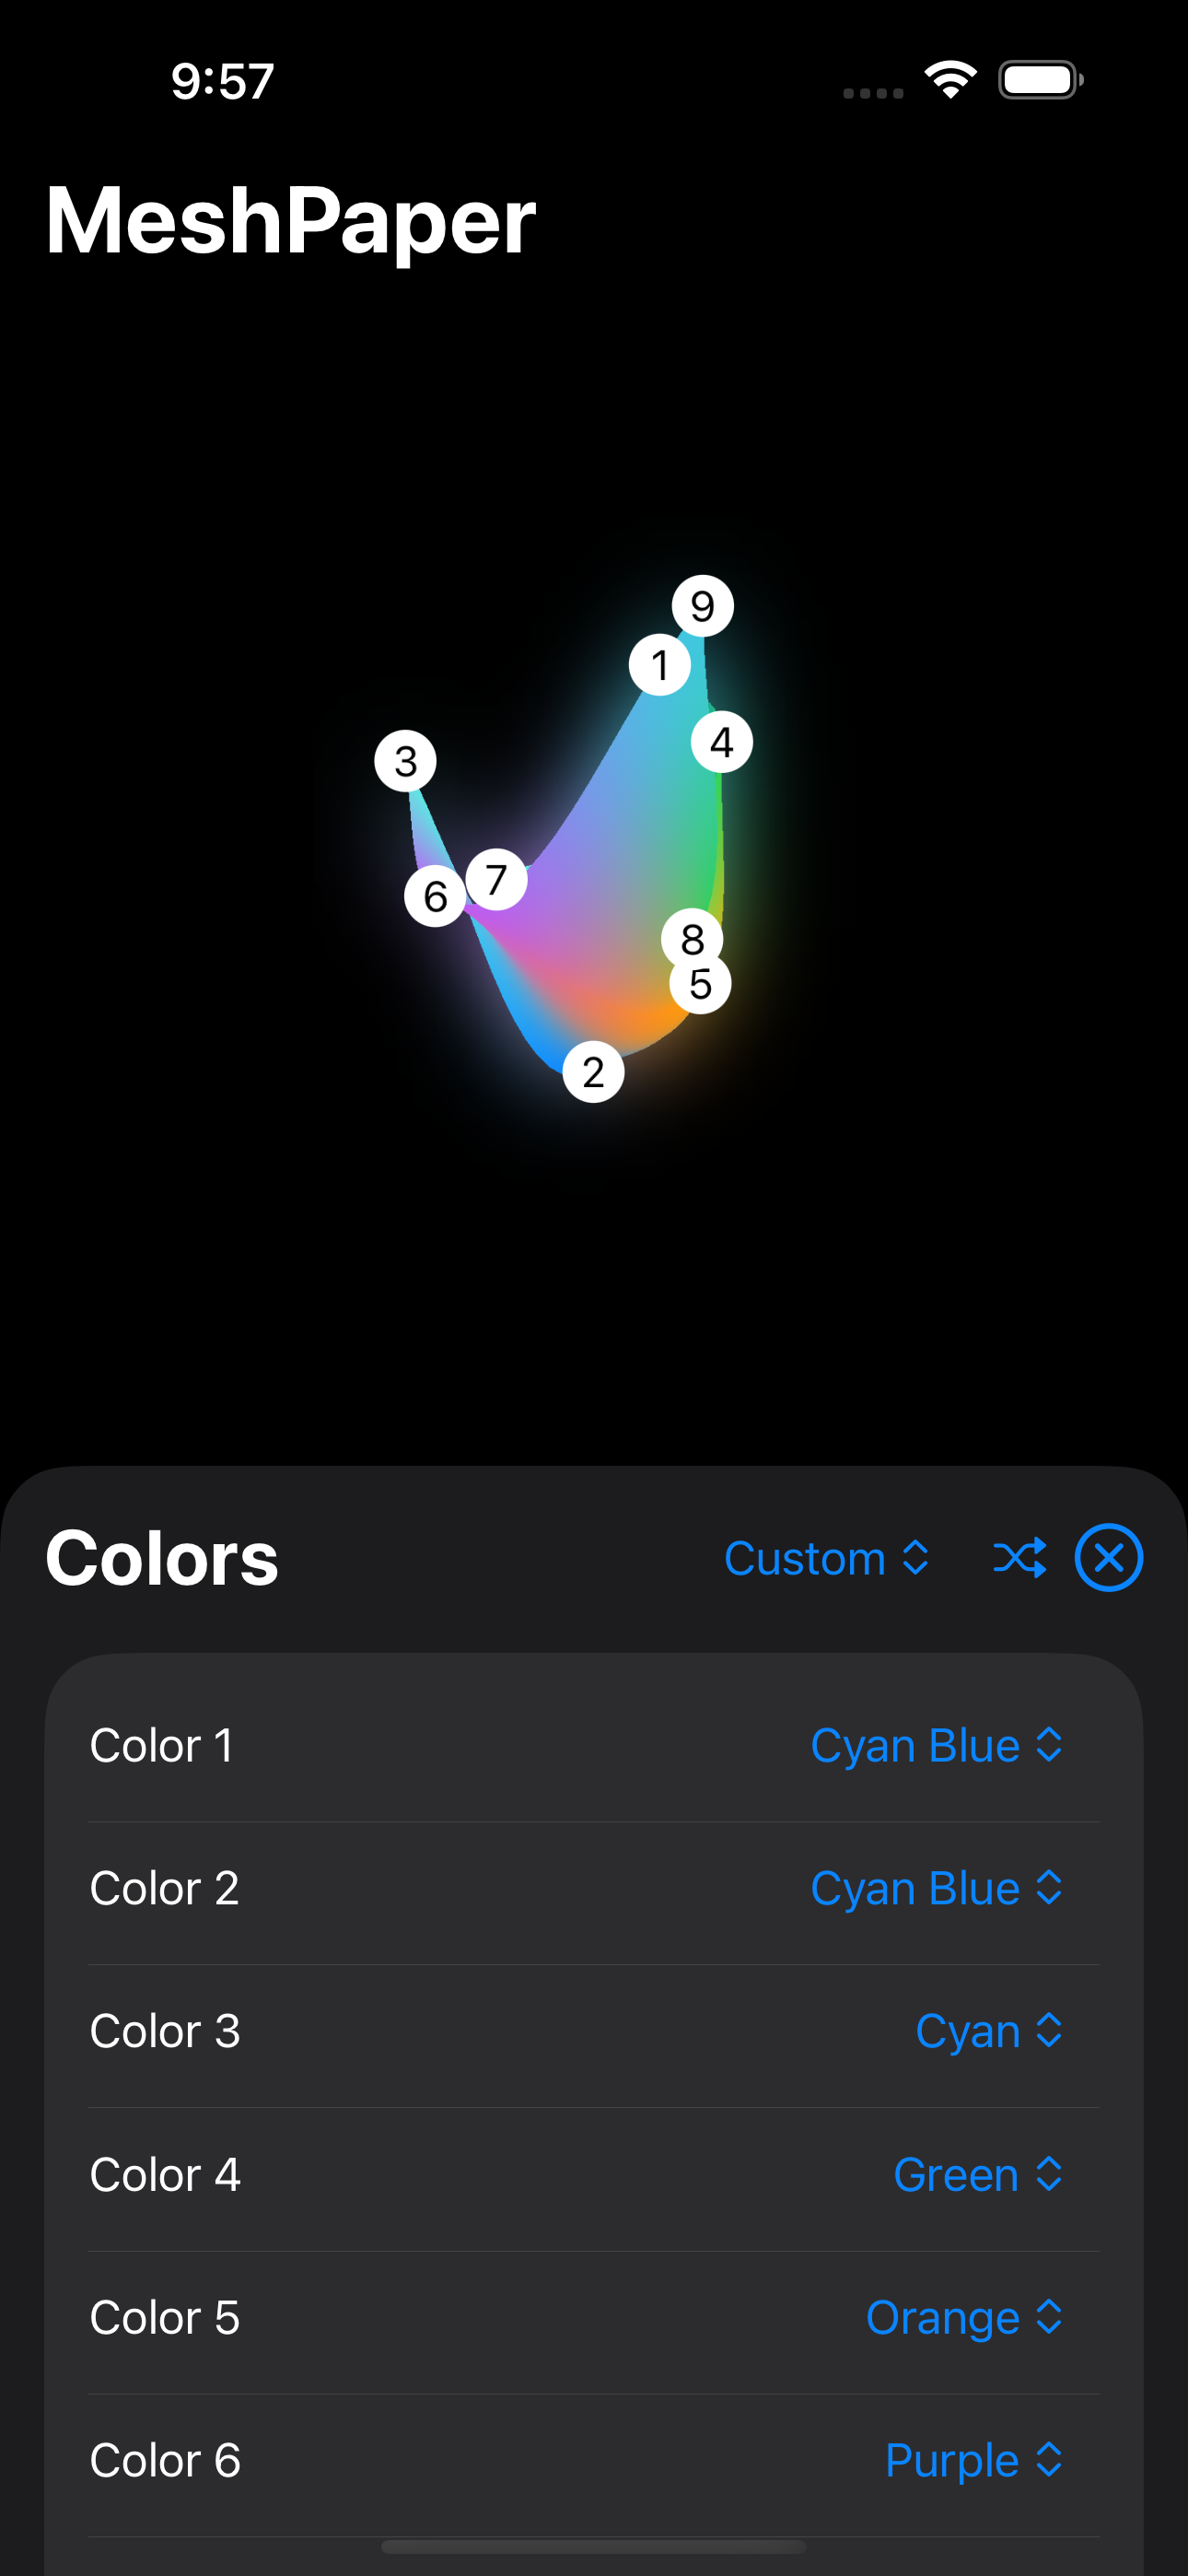 9:57
MeshPaper
9
1
4
3
7
6
8
5
2
Colors Custom
Color 1 Cyan Blue
Color 2 Cyan Blue
Color 3 Cyan
Color 4 Green
Color 5 Orange
Color 6 Purple